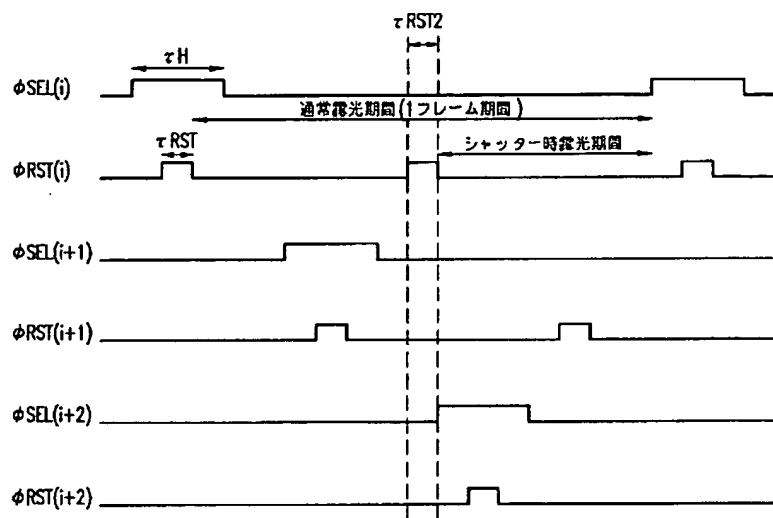 τRST2
τH
φSEL(i)
通常露光期間(1フレーム期間)
τRST
シャッター時露光期間
φRST(i)
φSEL(i+1)
φRST(i+1)
φSEL(i+2)
φRST(i+2)